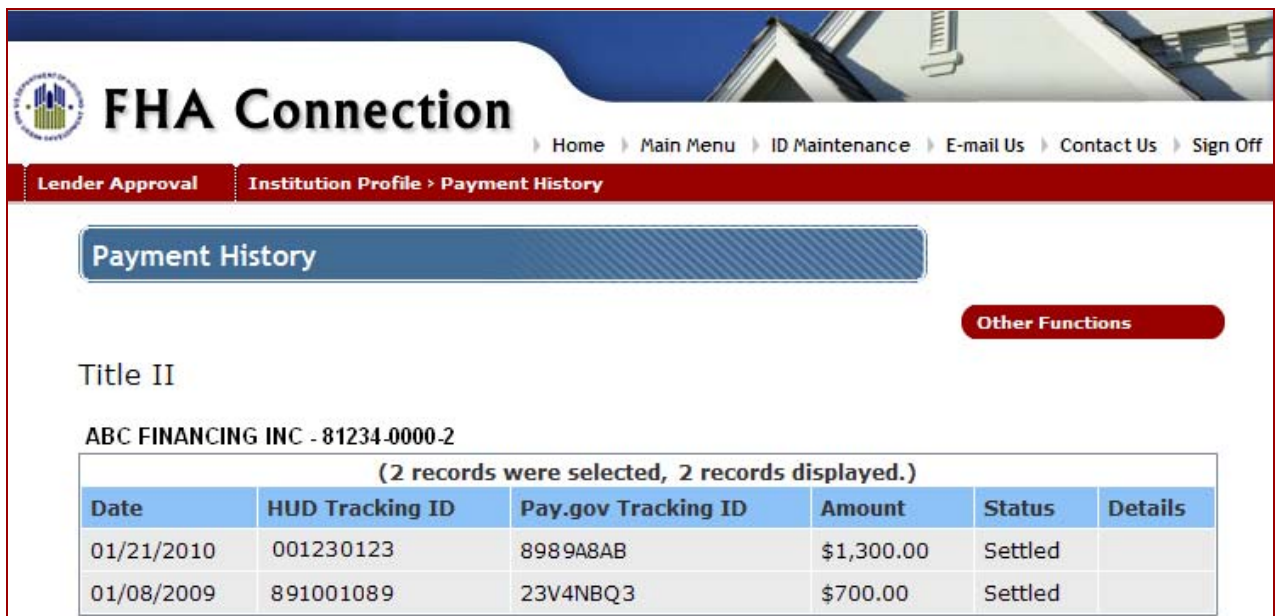 FHA Connection
Home Main Menu ID Maintenance E-mail Us Contact Us Sign Off
Lender Approval Institution Profile > Payment History
Payment History
Other Functions
Title II
ABC FINANCING INC - 81234-0000-2
(2 records were selected, 2 records displayed.)
Date HUD Tracking ID Pay.gov Tracking ID Amount Status Details
01/21/2010 001230123 8989A8AB $1,300.00 Settled
01/08/2009 891001089 23V4NBQ3 $700.00 Settled